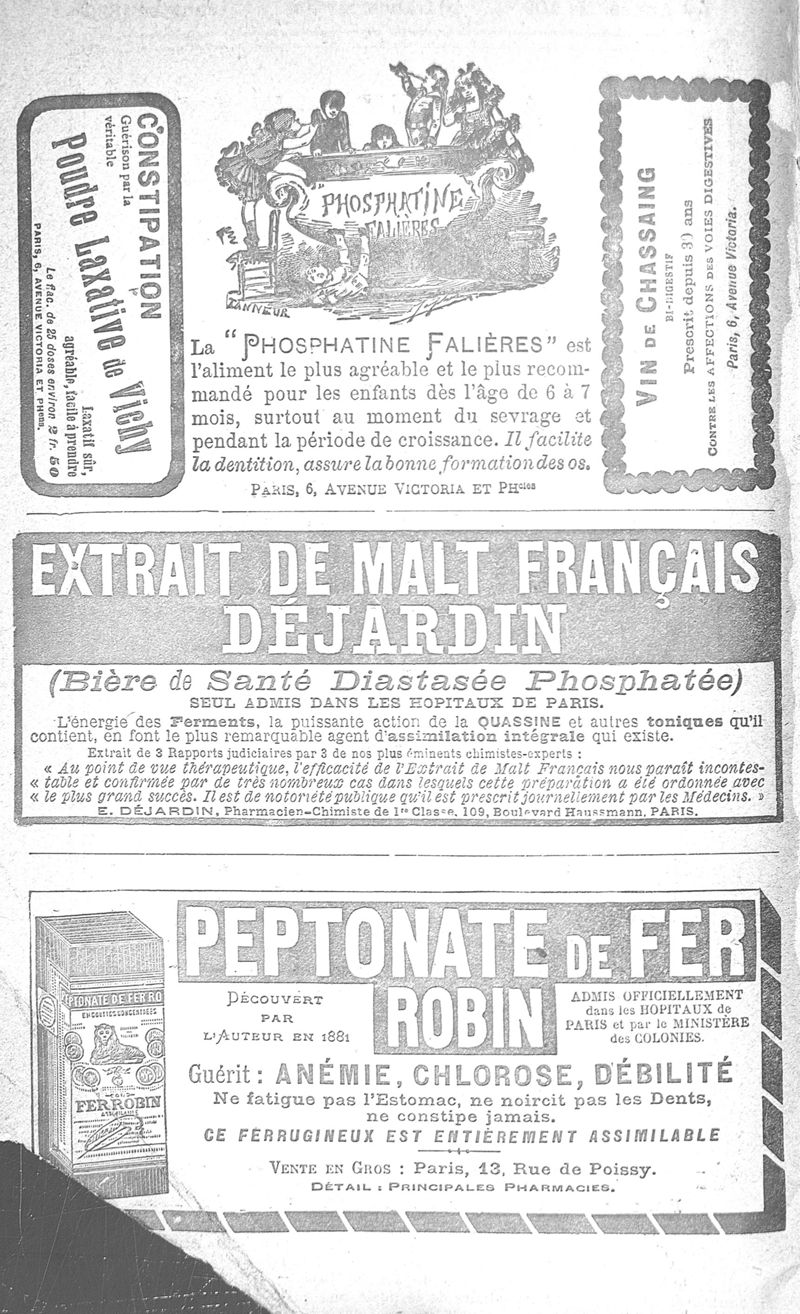 CONSTIPATION
Guérison par la
véritable
Poudre Laxative de Vichy
Laxatif sûr,
agréable, facile à prendre
Le flac. de 25 doses environ 2 fr. 50
PARIS, 6, AVENUE VICTORIA ET PHcies.
"PHOSPHATINE
FALIÈRES
TANNEUR
La "PHOSPHATINE FALIÈRES" est
l'aliment le plus agréable et le plus recom-
mandé pour les enfants dès l'âge de 6 à 7
mois, surtout au moment du sevrage et
pendant la période de croissance. Il facilite
la dentition, assure la bonne formation des os.
PARIS, 6, AVENUE VICTORIA ET PHcies
VIN DE CHASSAING
BI-DIGESTIF
Prescrit depuis 30 ans
CONTRE LES AFFECTIONS DES VOIES DIGESTIVES
Paris, 6, Avenue Victoria.
EXTRAIT DE MALT FRANÇAIS
DÉJARDIN
(Bière de Santé Diastasée Phosphatée)
SEUL ADMIS DANS LES HOPITAUX DE PARIS.
L'énergie des Ferments, la puissante action de la QUASSINE et autres toniques qu'il
contient, en font le plus remarquable agent d'assimilation intégrale qui existe.
Extrait de 3 Rapports judiciaires par 3 de nos plus éminents chimistes-experts :
« Au point de vue thérapeutique, l'efficacité de l'Extrait de Malt Français nous paraît incontes-
« table et confirmée par de très nombreux cas dans lesquels cette préparation a été ordonnée avec
« le plus grand succès. Il est de notoriété publique qu'il est prescrit journellement par les Médecins. »
E. DÉJARDIN, Pharmacien-Chimiste de 1re Classe, 109, Boulevard Haussmann, PARIS.
PEPTONATE DE FER
ROBIN
DÉCOUVERT
PAR
L'AUTEUR EN 1881
ADMIS OFFICIELLEMENT
dans les HOPITAUX de
PARIS et par le MINISTÈRE
des COLONIES.
PTONATE DE FER RO
EN GOUTTES CONCENTRÉES
FER ROBIN
Guérit : ANÉMIE, CHLOROSE, DÉBILITÉ
Ne fatigue pas l'Estomac, ne noircit pas les Dents,
ne constipe jamais.
CE FERRUGINEUX EST ENTIÈREMENT ASSIMILABLE
VENTE EN GROS : Paris, 13, Rue de Poissy.
DÉTAIL : PRINCIPALES PHARMACIES.